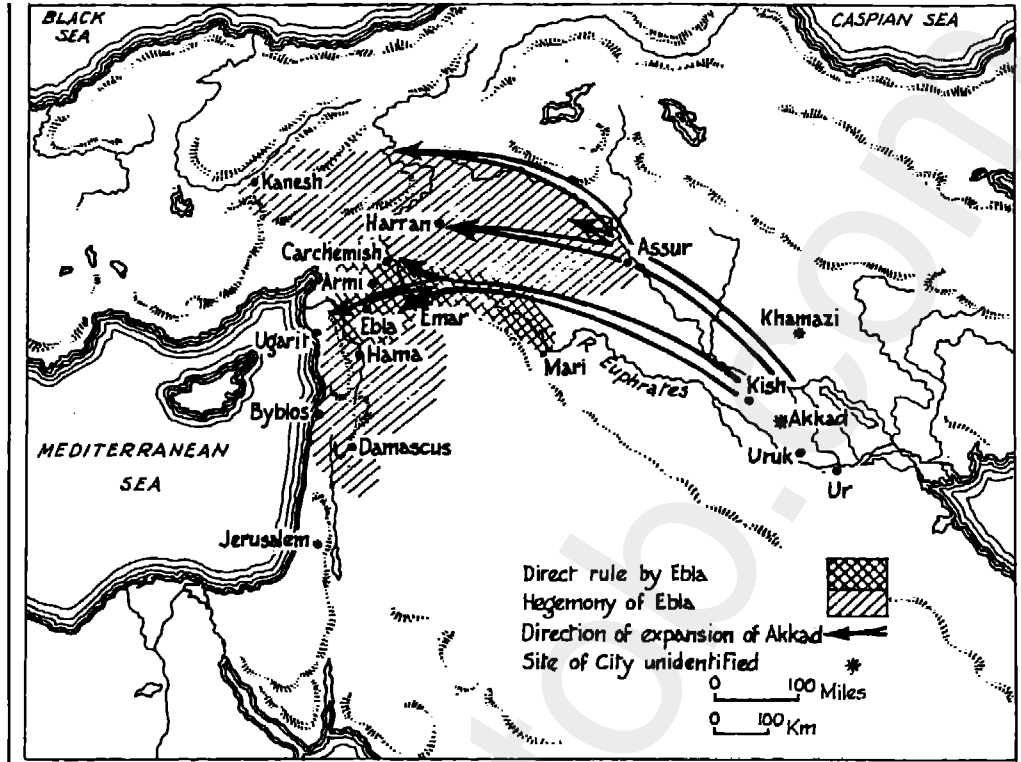 BLACK SEA
CASPIAN SEA
Kanesh
Harran
Carchemish
Assur
Armi
Khamazi
Ebla
Emar
Ugarit
Hama
Mari
R. Euphrates
Kish
Byblos
Akkad
MEDITERRANEAN
SEA
Damascus
Uruk
Ur
Jerusalem
Direct rule by Ebla
Hegemony of Ebla
Direction of expansion of Akkad
Site of City unidentified
0 100 Miles
0 100 Km